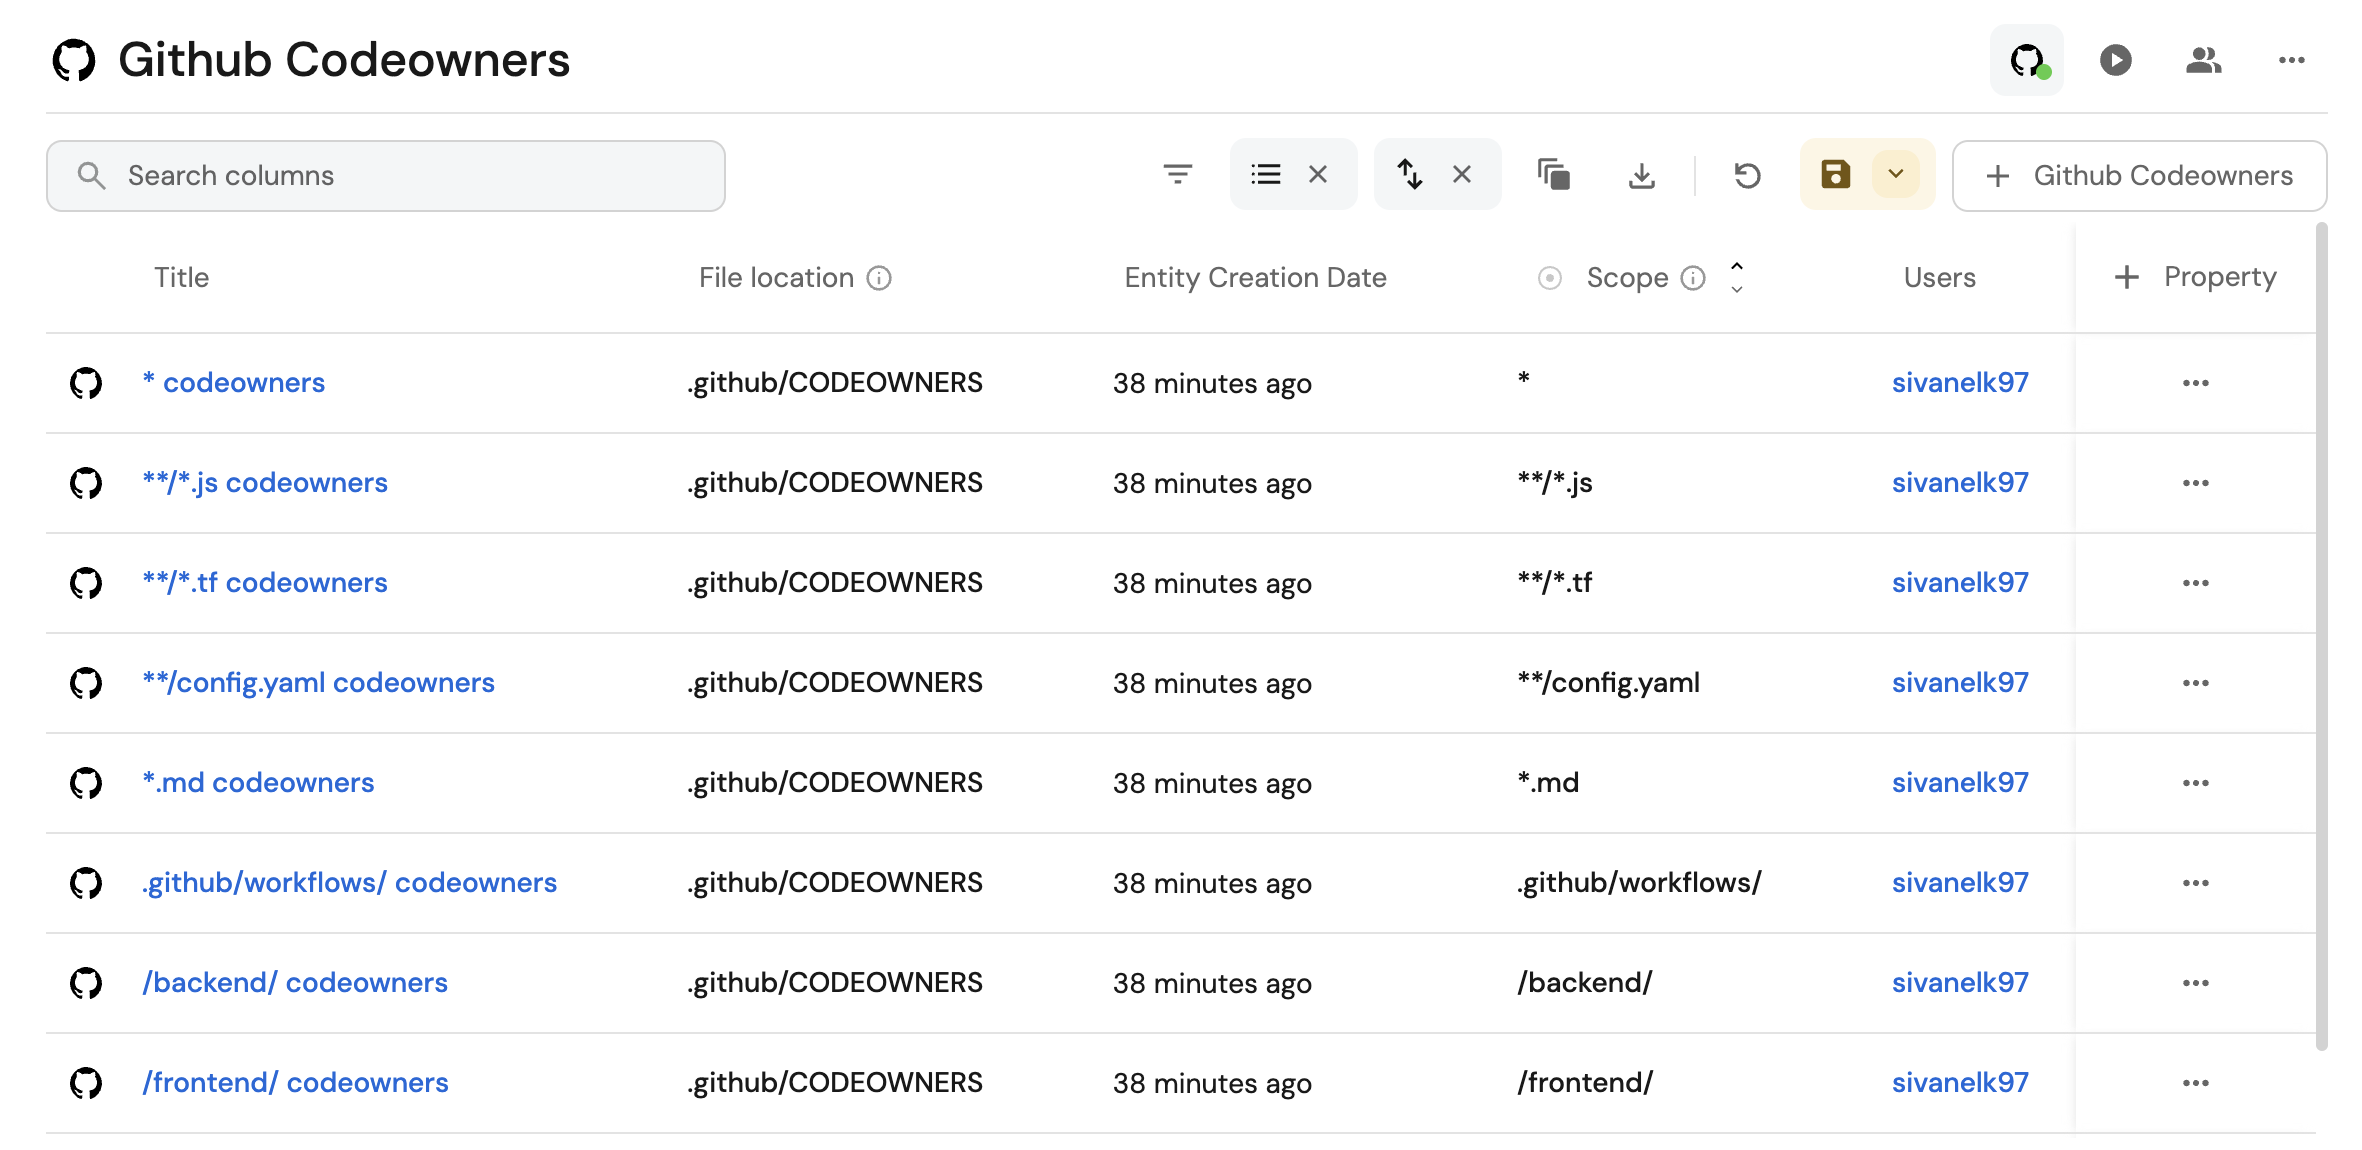 Github Codeowners
Search columns
Github Codeowners
Title File location Entity Creation Date Scope Users Property
* codeowners .github/CODEOWNERS 38 minutes ago * sivanelk97
**/*.js codeowners .github/CODEOWNERS 38 minutes ago **/*.js sivanelk97
**/*.tf codeowners .github/CODEOWNERS 38 minutes ago **/*.tf sivanelk97
**/config.yaml codeowners .github/CODEOWNERS 38 minutes ago **/config.yaml sivanelk97
*.md codeowners .github/CODEOWNERS 38 minutes ago *.md sivanelk97
.github/workflows/ codeowners .github/CODEOWNERS 38 minutes ago .github/workflows/ sivanelk97
/backend/ codeowners .github/CODEOWNERS 38 minutes ago /backend/ sivanelk97
/frontend/ codeowners .github/CODEOWNERS 38 minutes ago /frontend/ sivanelk97